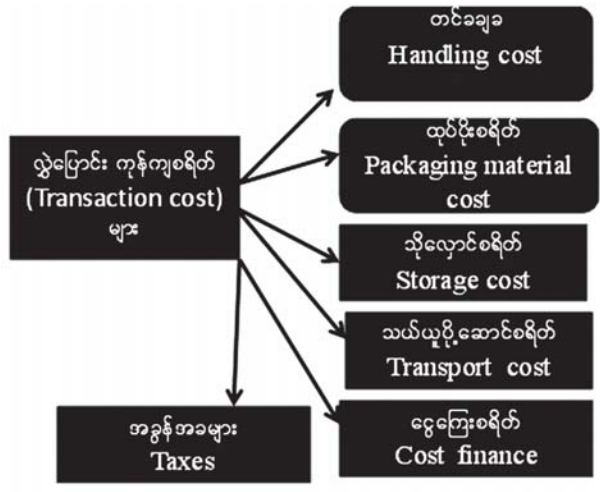 တင်ခချခ
Handling cost
ထုပ်ပိုးစရိတ်
Packaging material
cost
လွှဲပြောင်း ကုန်ကျစရိတ်
(Transaction cost)
များ
သိုလှောင်စရိတ်
Storage cost
သယ်ယူပို့ဆောင်စရိတ်
Transport cost
ငွေကြေးစရိတ်
Cost finance
အခွန်အခများ
Taxes